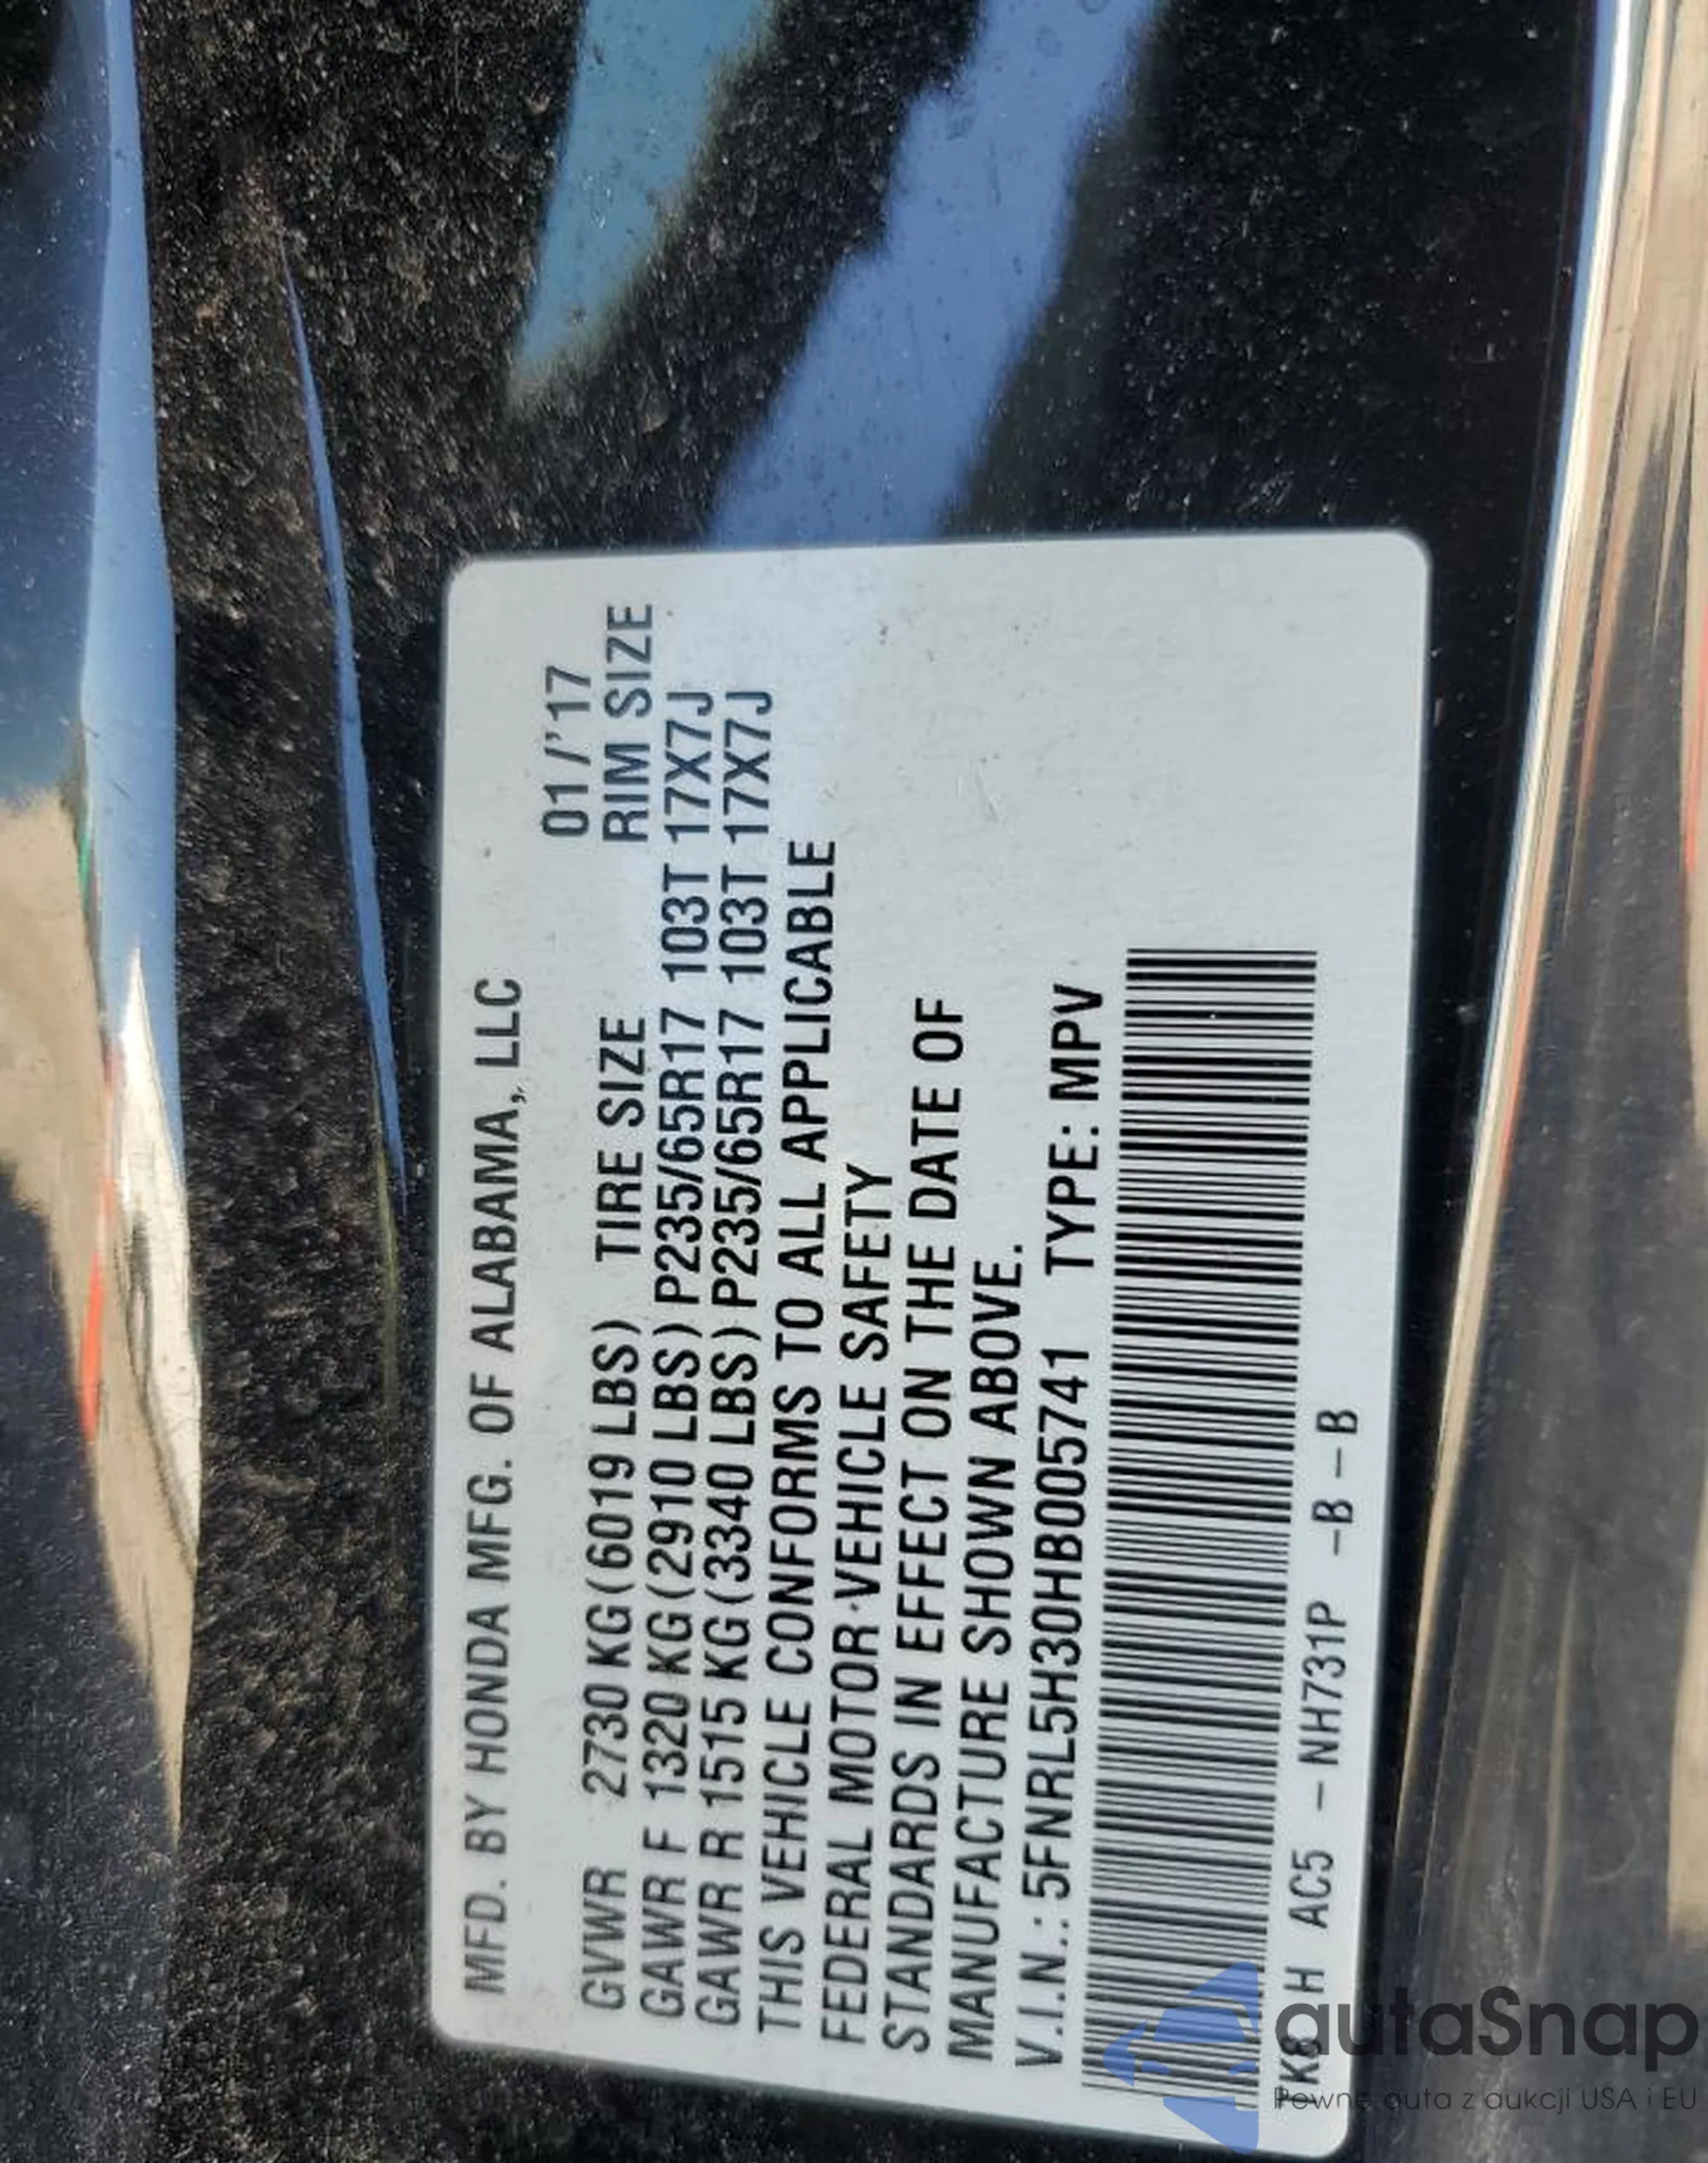 MFD. BY HONDA MFG. OF ALABAMA, LLC
01/'17
GVWR 2730 KG(6019 LBS) TIRE SIZE RIM SIZE
GAWR F 1320 KG(2910 LBS) P235/65R17 103T 17X7J
GAWR R 1515 KG(3340 LBS) P235/65R17 103T 17X7J
THIS VEHICLE CONFORMS TO ALL APPLICABLE
FEDERAL MOTOR VEHICLE SAFETY
STANDARDS IN EFFECT ON THE DATE OF
MANUFACTURE SHOWN ABOVE.
V.I.N.: 5FNRL5H30HB005741 TYPE: MPV
K8 H AC5 -NH731P -B-B
autaSnap
Pewne auta z aukcji USA i EU